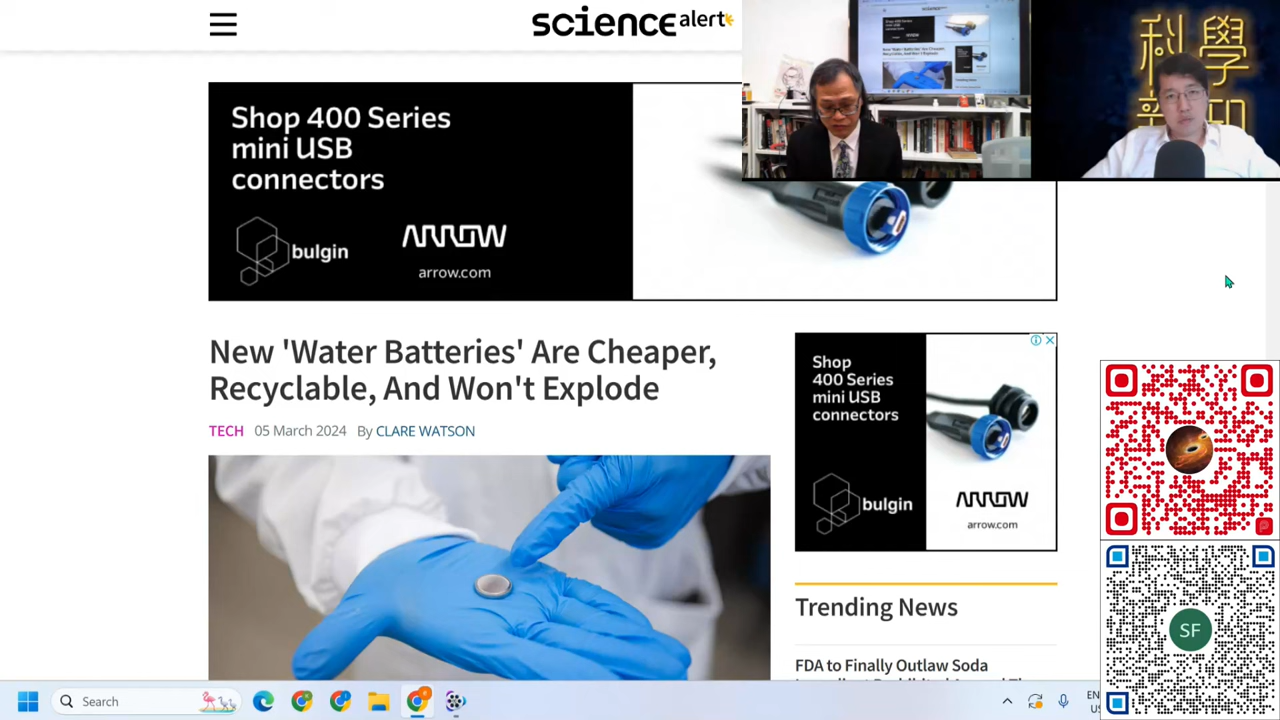 science alert
Shop 400 Series
mini USB
connectors
bulgin
ARROW
arrow.com
科學
New 'Water Batteries' Are Cheaper,
Recyclable, And Won't Explode
TECH 05 March 2024 By CLARE WATSON
Shop
400 Series
mini USB
connectors
bulgin
ARROW
arrow.com
Trending News
FDA to Finally Outlaw Soda
SF
Search
EN